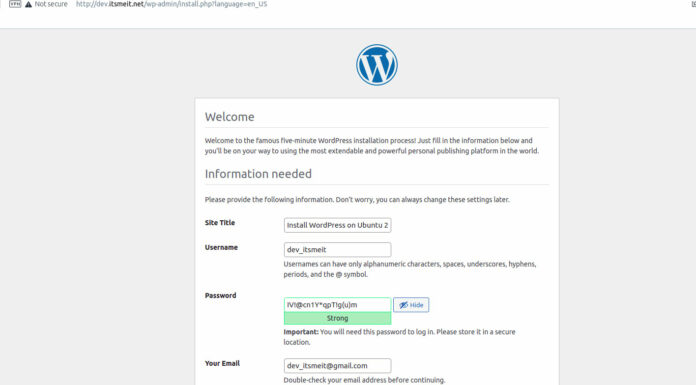 VPN Not secure http://dev.itsmeit.net/wp-admin/install.php?language=en_US
Welcome
Welcome to the famous five-minute WordPress installation process! Just fill in the information below and
you'll be on your way to using the most extendable and powerful personal publishing platform in the world.
Information needed
Please provide the following information. Don't worry, you can always change these settings later.
Site Title Install WordPress on Ubuntu 2
Username dev_itsmeit
Usernames can have only alphanumeric characters, spaces, underscores, hyphens,
periods, and the @ symbol.
Password Hide
Strong
Important: You will need this password to log in. Please store it in a secure
location.
Your Email dev_itsmeit@gmail.com
Double-check your email address before continuing.